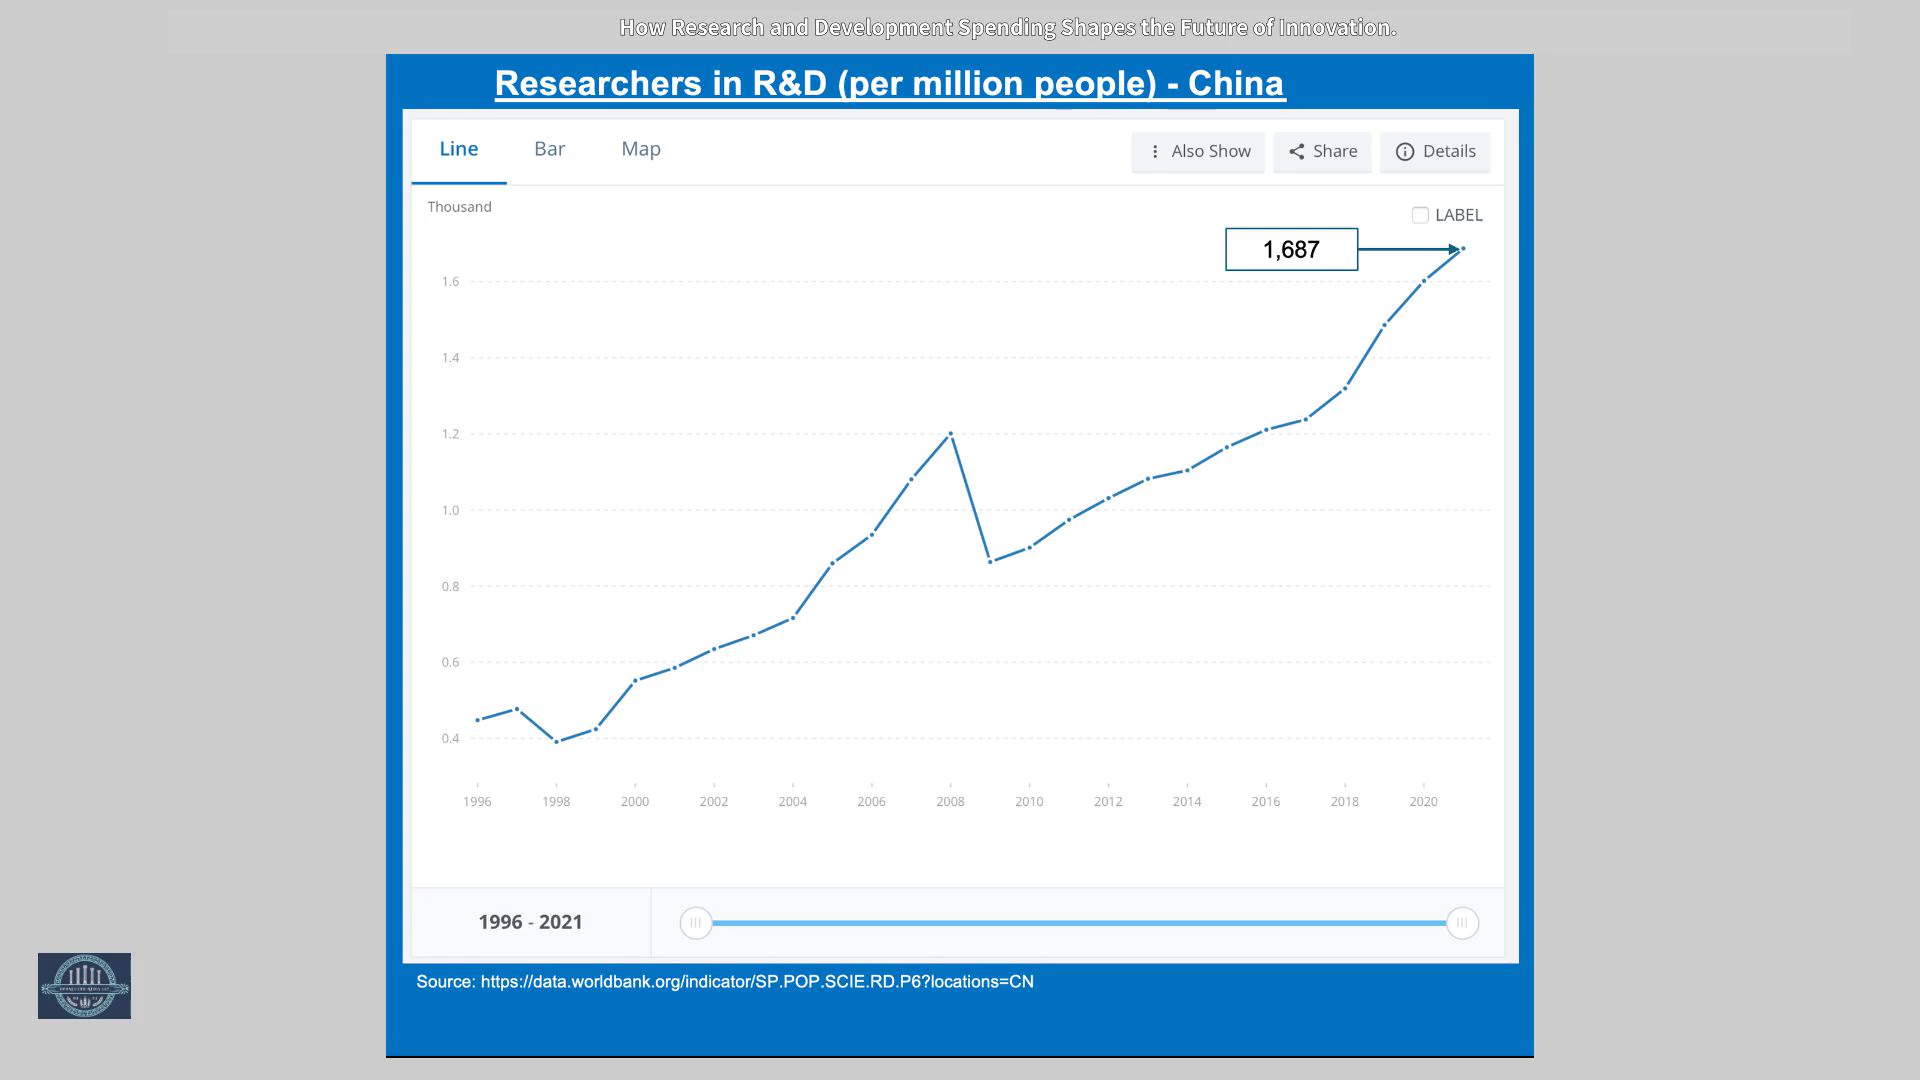 How Research and Development Spending Shapes the Future of Innovation.
Researchers in R&D (per million people) - China
Line Bar Map Also Show Share Details
Thousand
LABEL
1,687
1.6
1.4
1.2
1.0
0.8
0.6
0.4
1996 1998 2000 2002 2004 2006 2008 2010 2012 2014 2016 2018 2020
1996 - 2021
Source: https://data.worldbank.org/indicator/SP.POP.SCIE.RD.P6?locations=CN